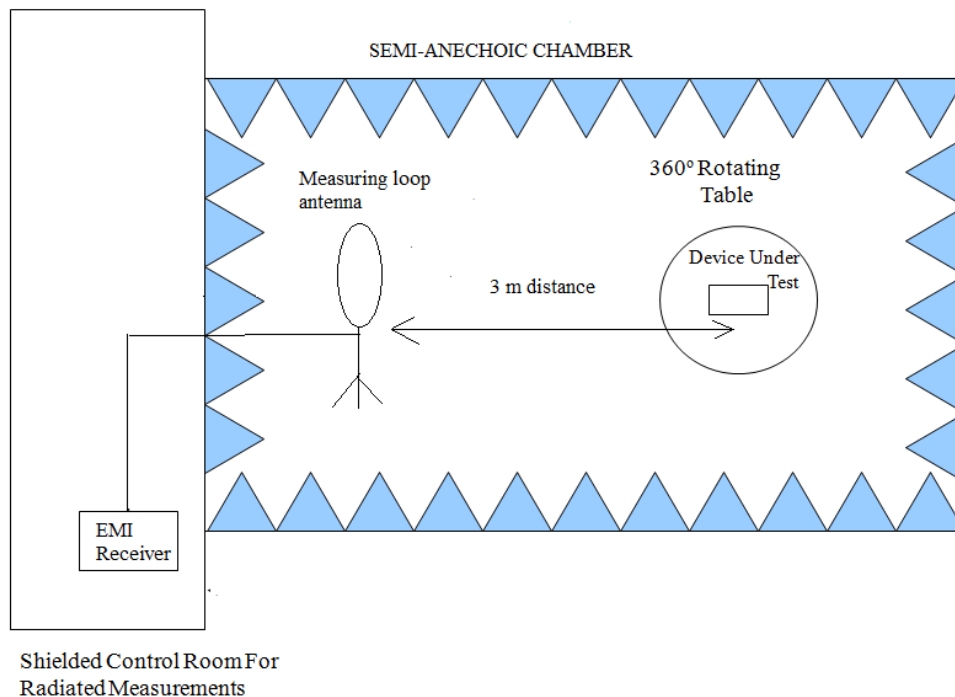 SEMI-ANECHOIC CHAMBER
Measuring loop
antenna
360° Rotating
Table
Device Under
Test
3 m distance
EMI
Receiver
Shielded Control Room For
Radiated Measurements